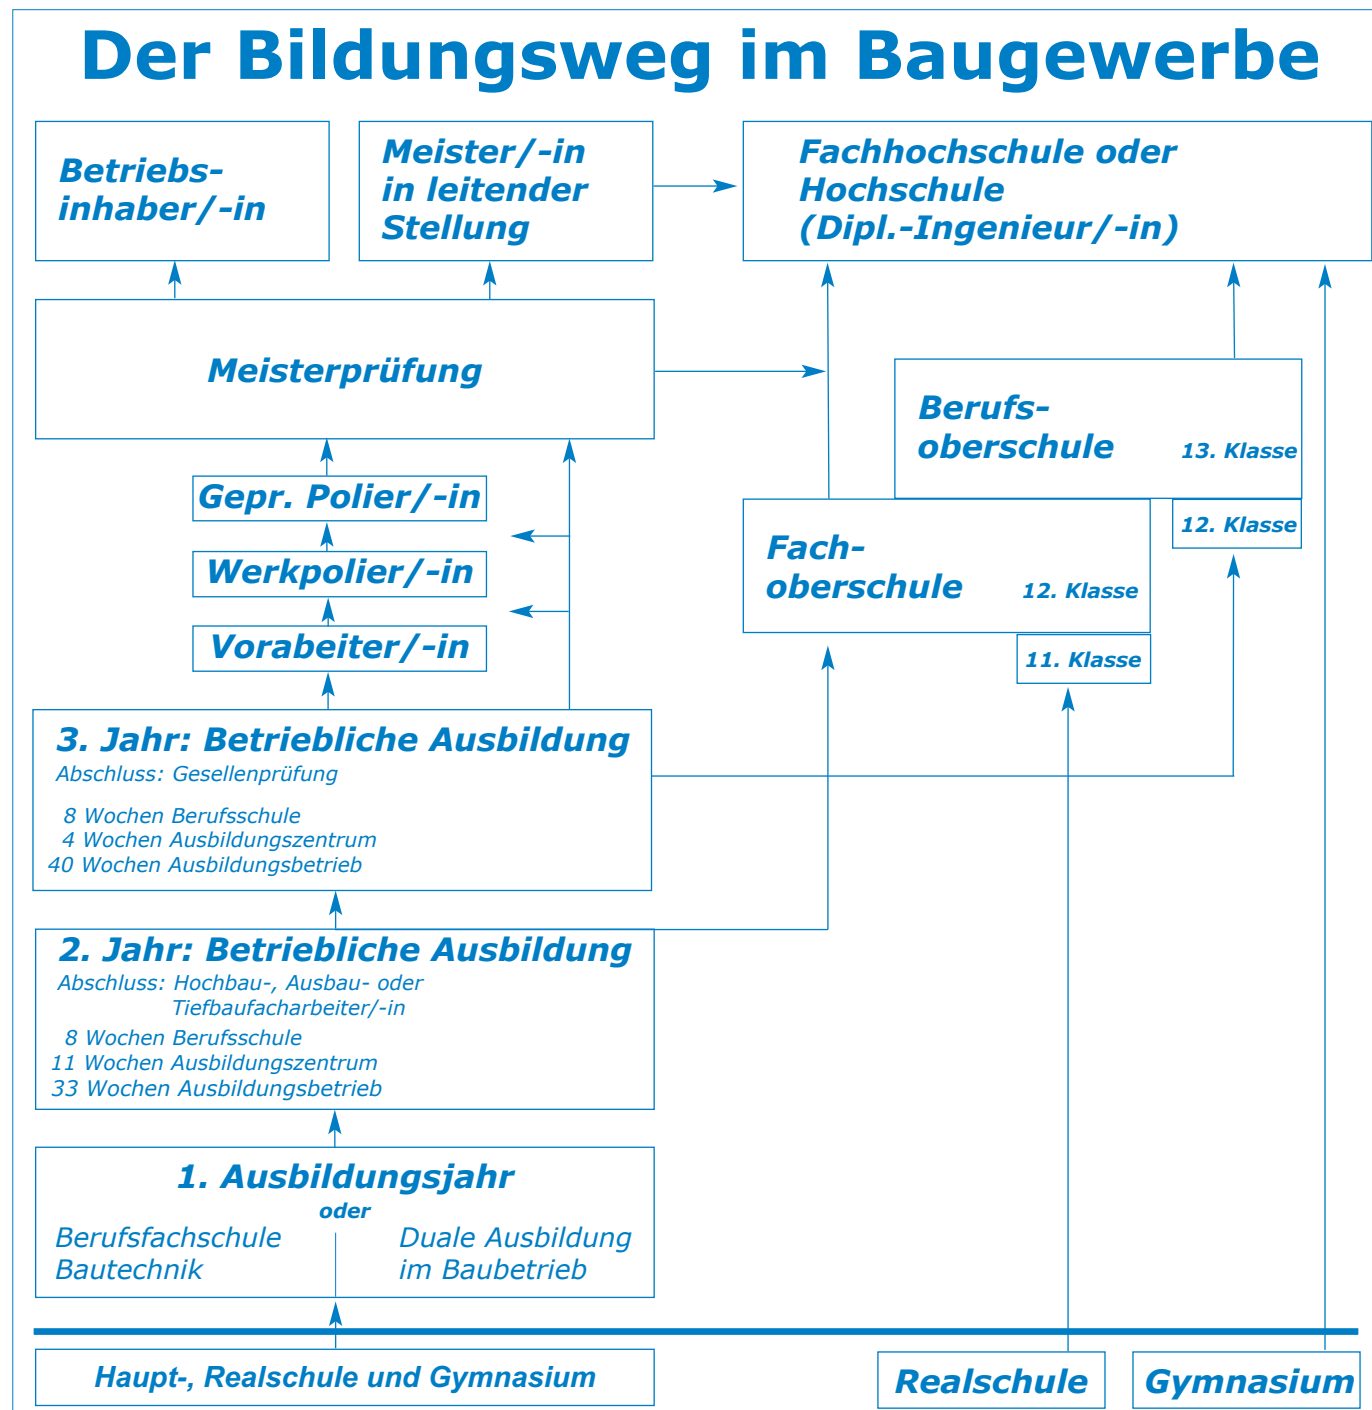 Der Bildungsweg im Baugewerbe
Betriebs-
inhaber/-in
Meister/-in
in leitender
Stellung
Fachhochschule oder
Hochschule
(Dipl.-Ingenieur/-in)
Meisterprüfung
Berufs-
oberschule 13. Klasse
12. Klasse
Gepr. Polier/-in
Werkpolier/-in
Vorabeiter/-in
Fach-
oberschule 12. Klasse
11. Klasse
3. Jahr: Betriebliche Ausbildung
Abschluss: Gesellenprüfung
8 Wochen Berufsschule
4 Wochen Ausbildungszentrum
40 Wochen Ausbildungsbetrieb
2. Jahr: Betriebliche Ausbildung
Abschluss: Hochbau-, Ausbau- oder
Tiefbaufacharbeiter/-in
8 Wochen Berufsschule
11 Wochen Ausbildungszentrum
33 Wochen Ausbildungsbetrieb
1. Ausbildungsjahr
oder
Berufsfachschule
Bautechnik
Duale Ausbildung
im Baubetrieb
Haupt-, Realschule und Gymnasium
Realschule
Gymnasium